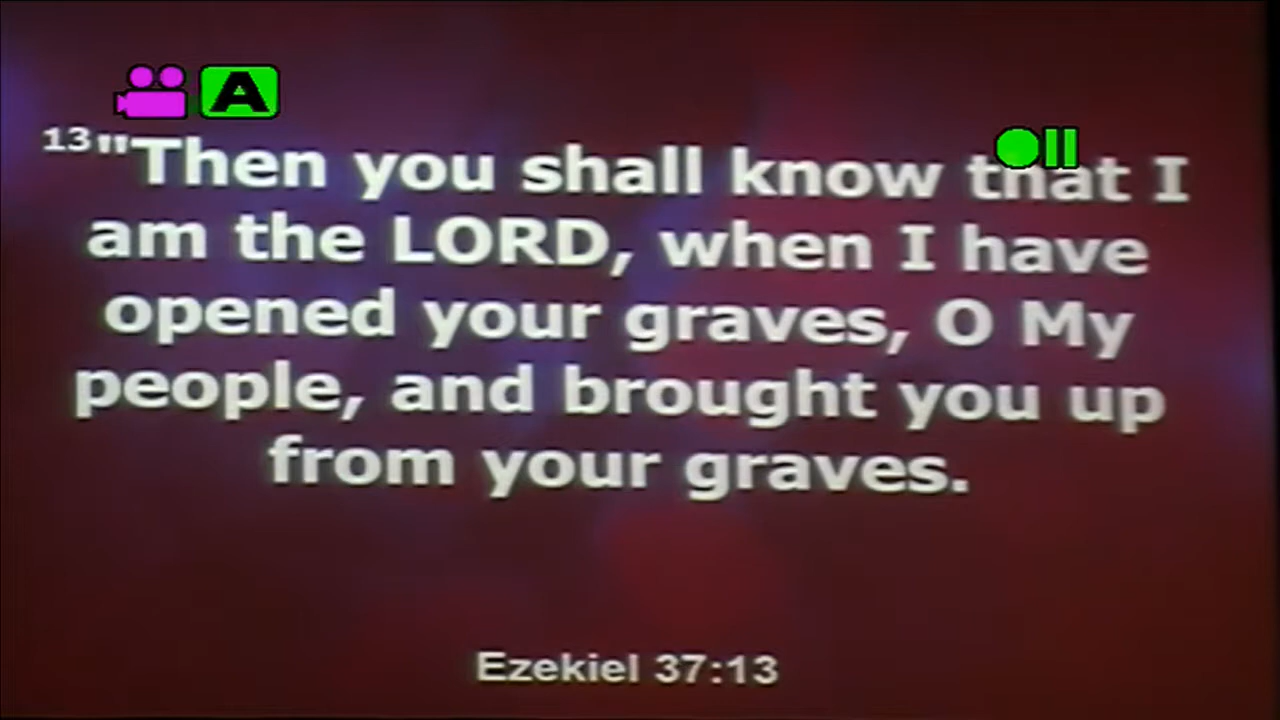 A
13"Then you shall know that I
am the LORD, when I have
opened your graves, O My
people, and brought you up
from your graves.
Ezekiel 37:13